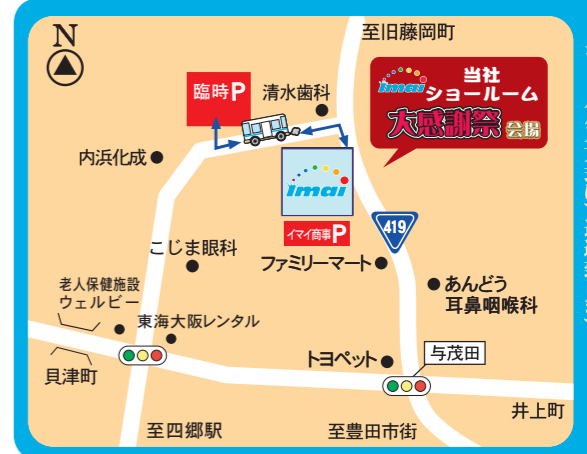 N
至旧藤岡町
臨時P
清水歯科
imai
当社
ショールーム
大感謝祭 会場
内浜化成
imai
イマイ商事P
419
こじま眼科
ファミリーマート
あんどう
耳鼻咽喉科
老人保健施設
ウェルビー
東海大阪レンタル
トヨペット
与茂田
貝津町
井上町
至四郷駅
至豊田市街